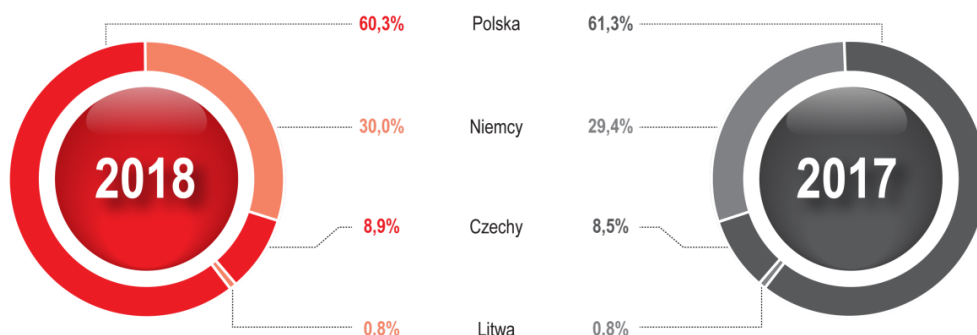 60,3% Polska 61,3%
30,0% Niemcy 29,4%
2018 2017
8,9% Czechy 8,5%
0,8% Litwa 0,8%